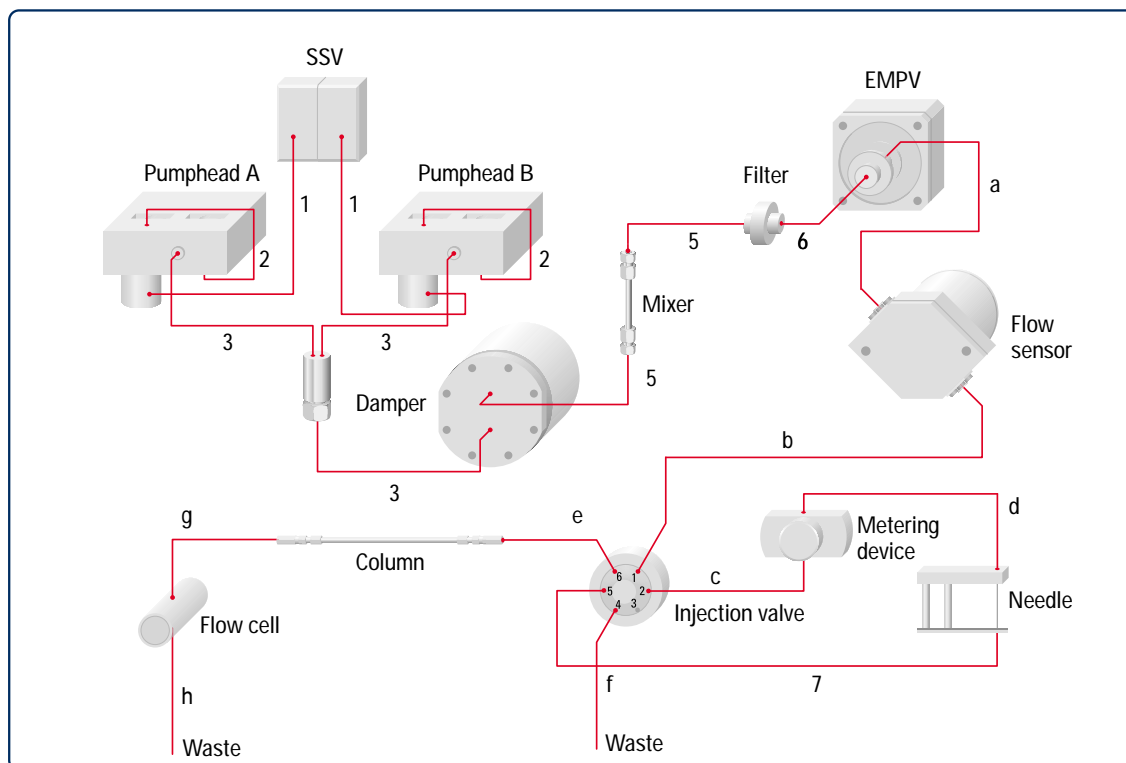 SSV
EMPV
Pumphead A
Pumphead B
Filter
1
1
a
2
2
5
6
3
3
Mixer
Flow
sensor
Damper
5
b
3
g
e
d
Column
Metering
device
c
6
1
5
2
4
3
Injection valve
Needle
Flow cell
h
f
7
Waste
Waste